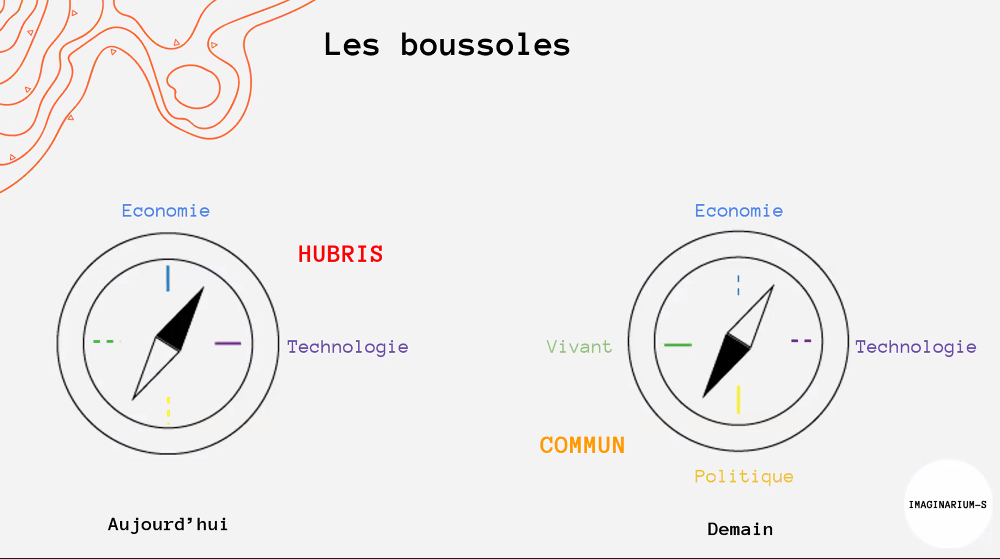 Les boussoles
Economie
HUBRIS
Technologie
Aujourd’hui
Economie
Vivant
Technologie
COMMUN
Politique
Demain
IMAGINARIUM-S